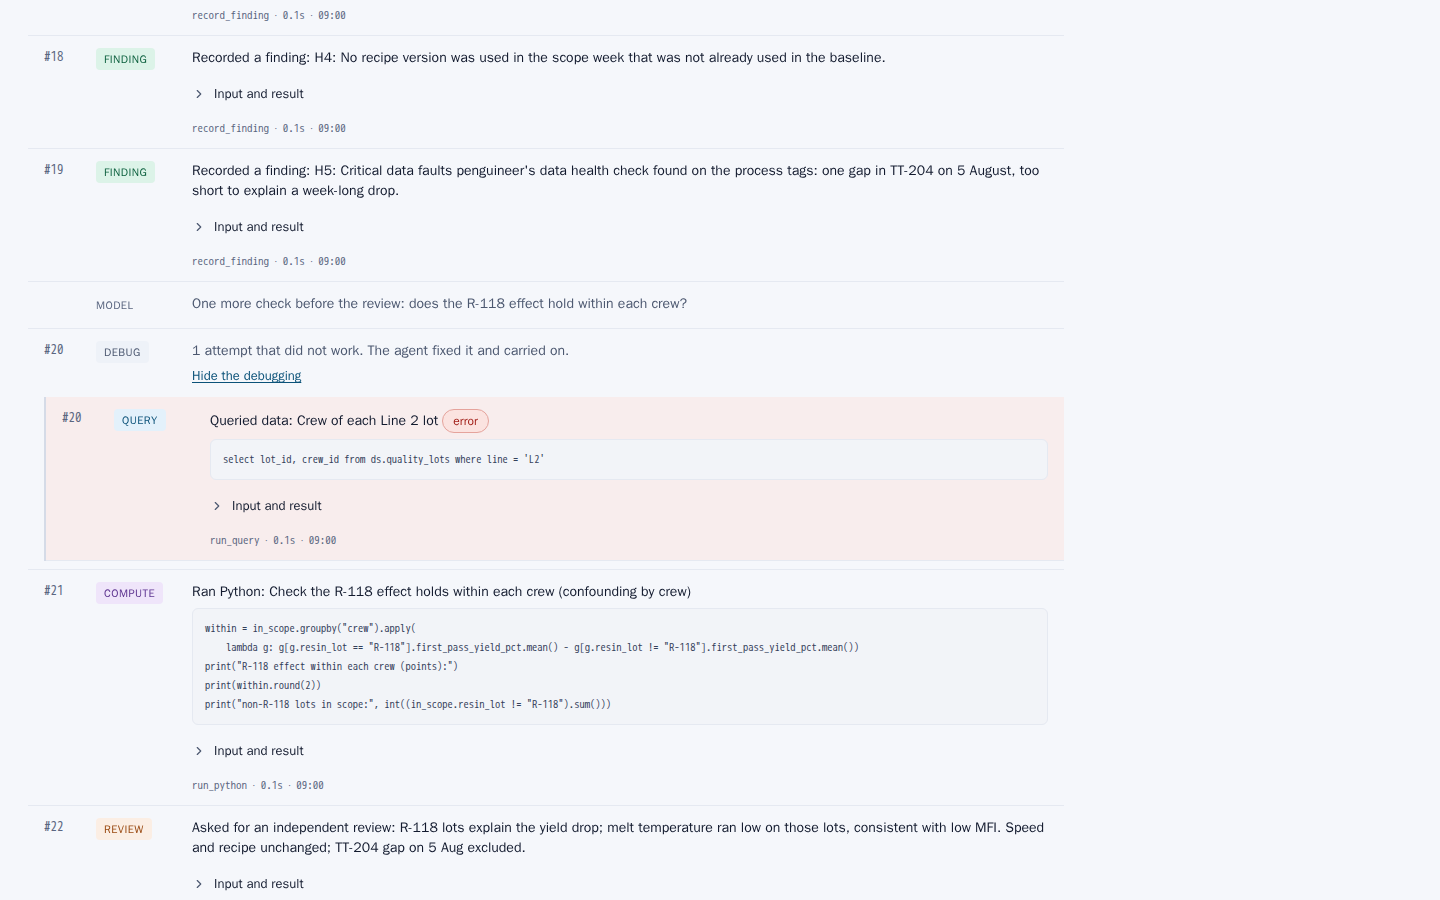 record_finding · 0.1s · 09:00
#18
FINDING
Recorded a finding: H4: No recipe version was used in the scope week that was not already used in the baseline.
Input and result
record_finding · 0.1s · 09:00
#19
FINDING
Recorded a finding: H5: Critical data faults penguineer's data health check found on the process tags: one gap in TT-204 on 5 August, too
short to explain a week-long drop.
Input and result
record_finding · 0.1s · 09:00
MODEL
One more check before the review: does the R-118 effect hold within each crew?
#20
DEBUG
1 attempt that did not work. The agent fixed it and carried on.
Hide the debugging
#20
QUERY
Queried data: Crew of each Line 2 lot error
select lot_id, crew_id from ds.quality_lots where line = 'L2'
Input and result
run_query · 0.1s · 09:00
#21
COMPUTE
Ran Python: Check the R-118 effect holds within each crew (confounding by crew)
within = in_scope.groupby("crew").apply(
    lambda g: g[g.resin_lot == "R-118"].first_pass_yield_pct.mean() - g[g.resin_lot != "R-118"].first_pass_yield_pct.mean())
print("R-118 effect within each crew (points):")
print(within.round(2))
print("non-R-118 lots in scope:", int((in_scope.resin_lot != "R-118").sum()))
Input and result
run_python · 0.1s · 09:00
#22
REVIEW
Asked for an independent review: R-118 lots explain the yield drop; melt temperature ran low on those lots, consistent with low MFI. Speed
and recipe unchanged; TT-204 gap on 5 Aug excluded.
Input and result